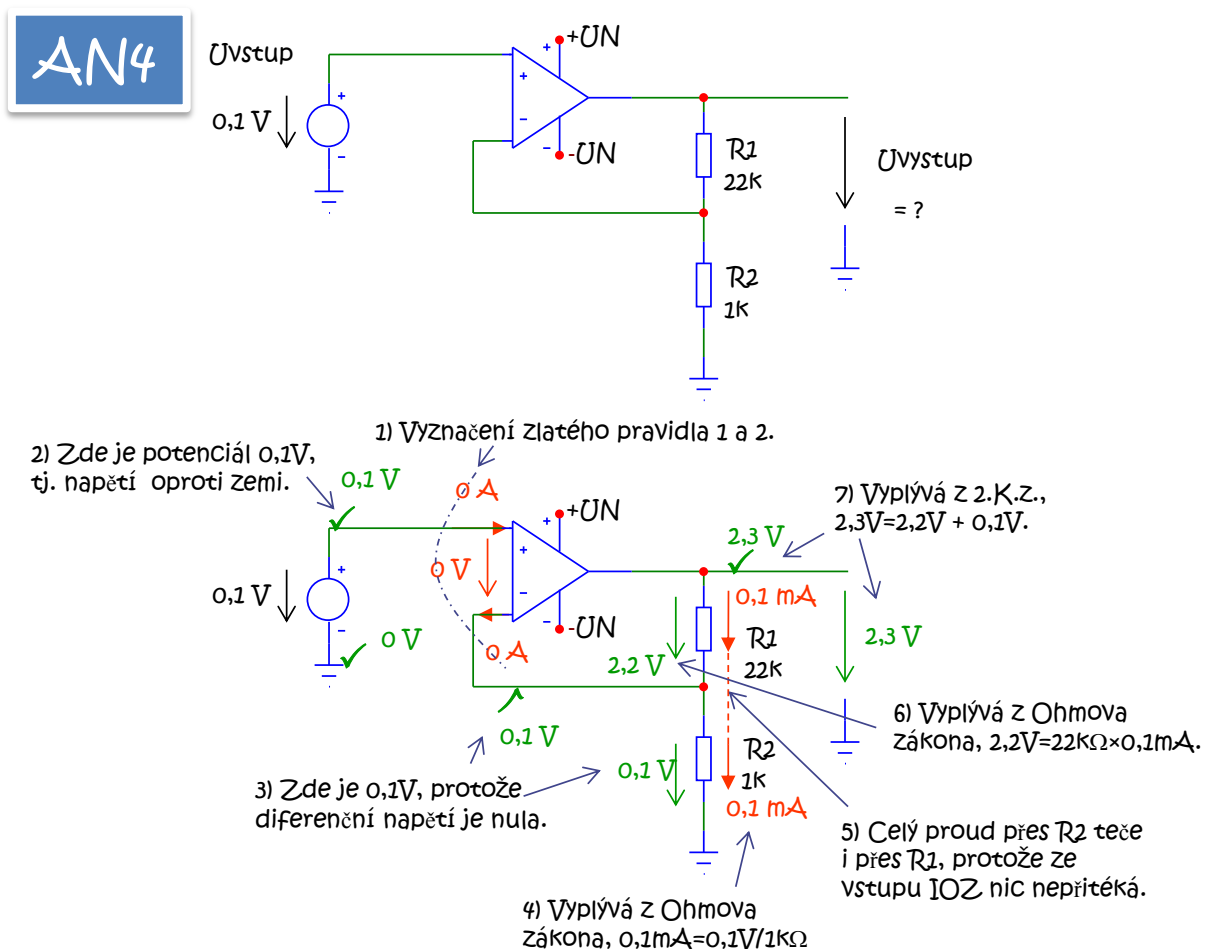 AN4
Uvstup
0,1 V
+
-
+UN
+
+
-
-
-UN
R1
22k
R2
1k
Uvystup
= ?
1) Vyznačení zlatého pravidla 1 a 2.
2) Zde je potenciál 0,1V,
tj. napětí oproti zemi.
0,1 V
0 A
0 V
0 A
0,1 V
+
-
0 V
+UN
+
+
-
-
-UN
2,3 V
7) Vyplývá z 2.K.z.,
2,3V=2,2V + 0,1V.
0,1 mA
R1
22k
2,2 V
2,3 V
0,1 V
3) Zde je 0,1V, protože
diferenční napětí je nula.
0,1 V
R2
1k
0,1 mA
6) Vyplývá z Ohmova
zákona, 2,2V=22kΩ×0,1mA.
5) Celý proud přes R2 teče
i přes R1, protože ze
vstupu IOZ nic nepřitéká.
4) Vyplývá z Ohmova
zákona, 0,1mA=0,1V/1kΩ